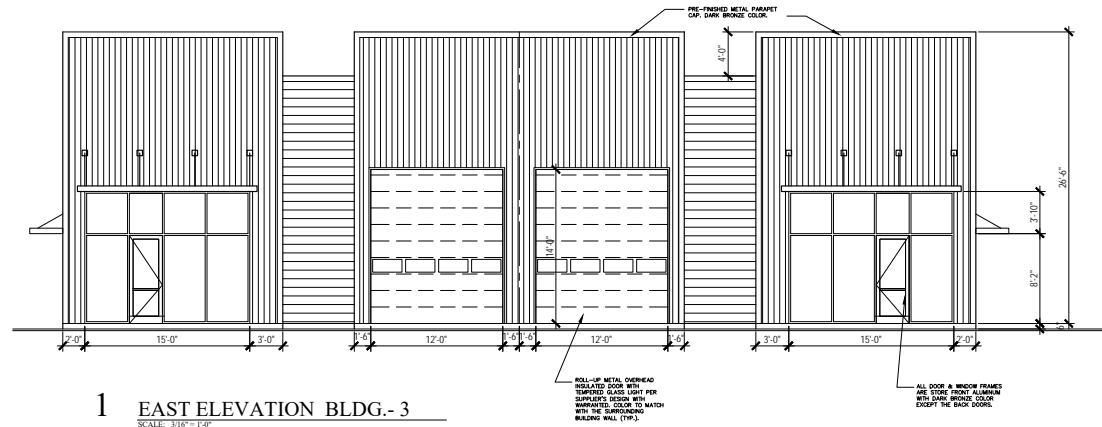 PRE-FINISHED METAL PARAPET
CAP. DARK BRONZE COLOR.
4'-0"
26'-6"
3'-10"
14'-0"
8'-2"
6"
2'-0"
15'-0"
3'-0"
1'-6"
12'-0"
1'-6"
1'-6"
12'-0"
1'-6"
3'-0"
15'-0"
2'-0"
ROLL-UP METAL OVERHEAD
INSULATED DOOR WITH
TEMPERED GLASS LIGHT PER
SUPPLIER'S DESIGN WITH
WARRANTED. COLOR TO MATCH
WITH THE SURROUNDING
BUILDING WALL (TYP.).
ALL DOOR & WINDOW FRAMES
ARE STORE FRONT ALUMINUM
WITH DARK BRONZE COLOR
EXCEPT THE BACK DOORS.
1 EAST ELEVATION BLDG.- 3
SCALE: 3/16" = 1'-0"